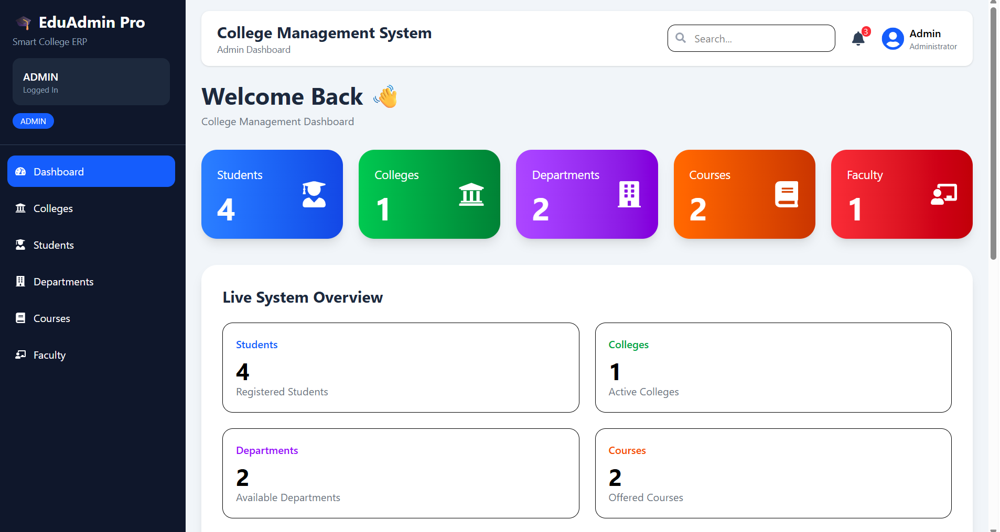 EduAdmin Pro
Smart College ERP
ADMIN
Logged In
ADMIN
Dashboard
Colleges
Students
Departments
Courses
Faculty
College Management System
Admin Dashboard
Search...
3
Admin
Administrator
Welcome Back 👋
College Management Dashboard
Students
4
Colleges
1
Departments
2
Courses
2
Faculty
1
Live System Overview
Students
4
Registered Students
Colleges
1
Active Colleges
Departments
2
Available Departments
Courses
2
Offered Courses